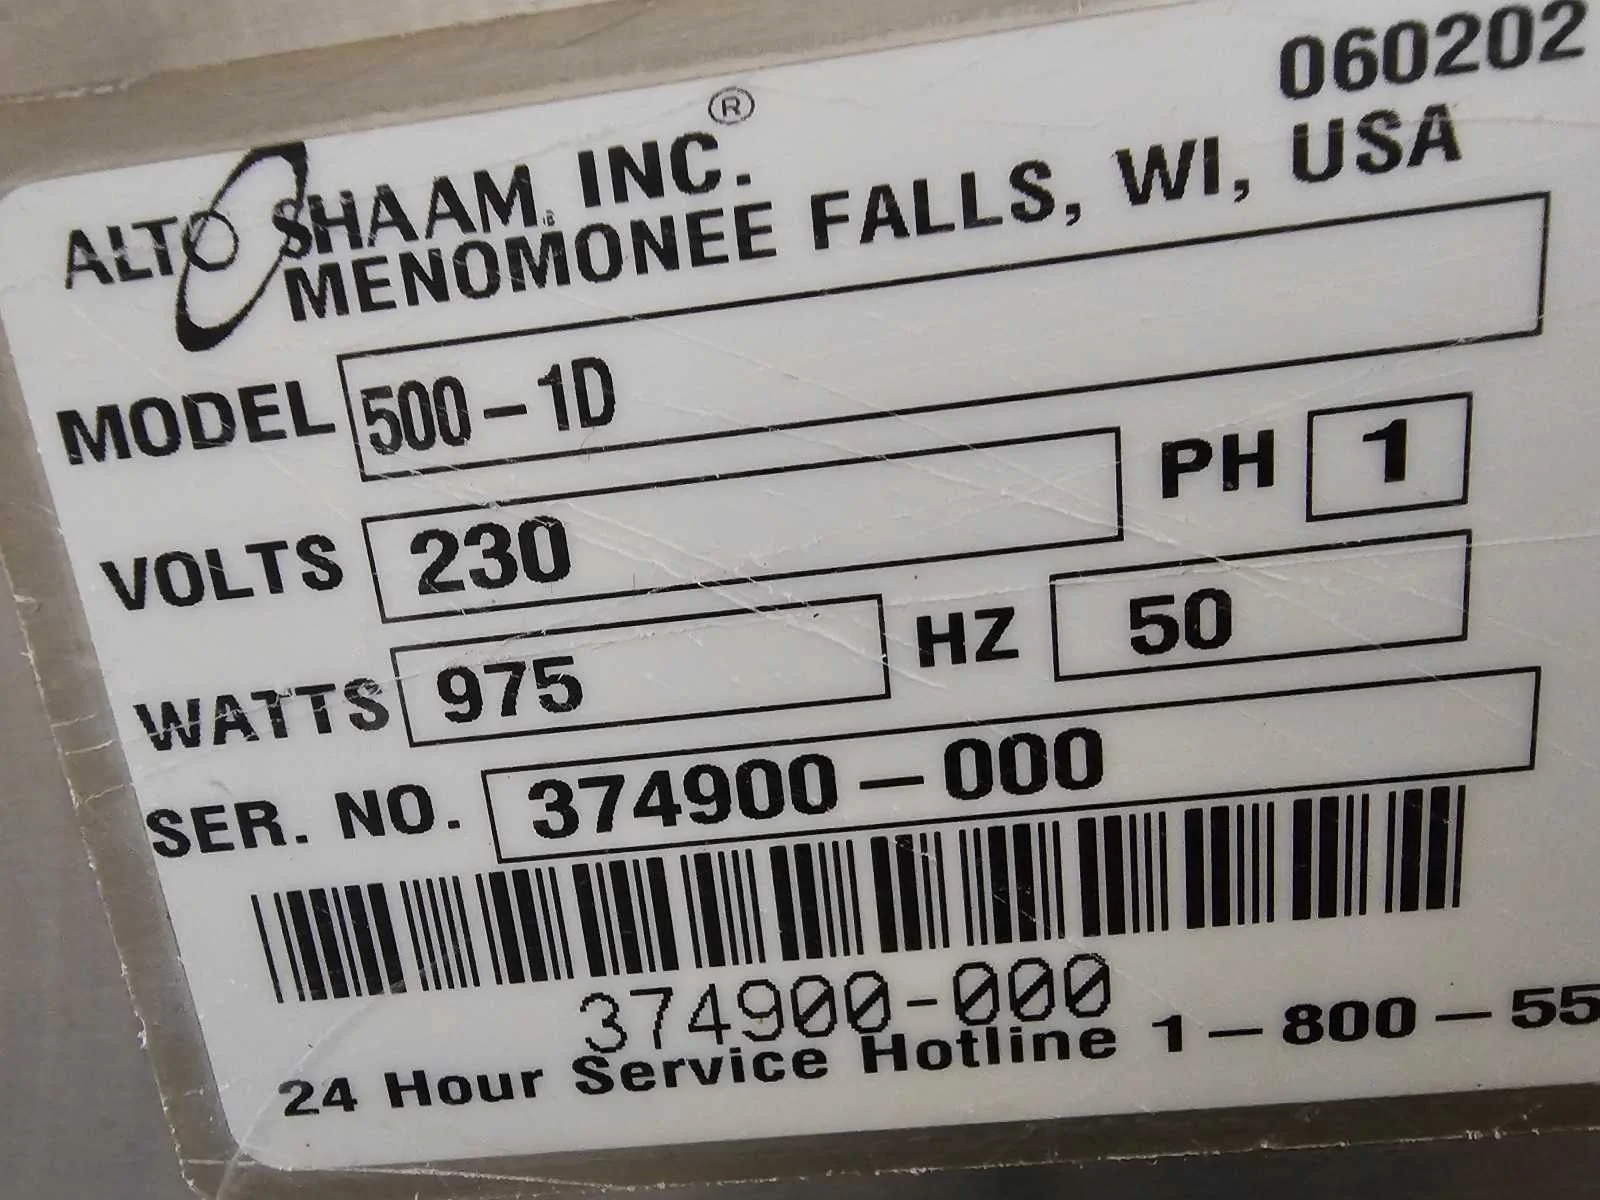 060202
ALTO SHAAM® INC.
MENOMONEE FALLS, WI, USA
MODEL 500-1D
VOLTS 230 PH 1
WATTS 975 HZ 50
SER. NO. 374900-000
374900-000
24 Hour Service Hotline 1-800-55